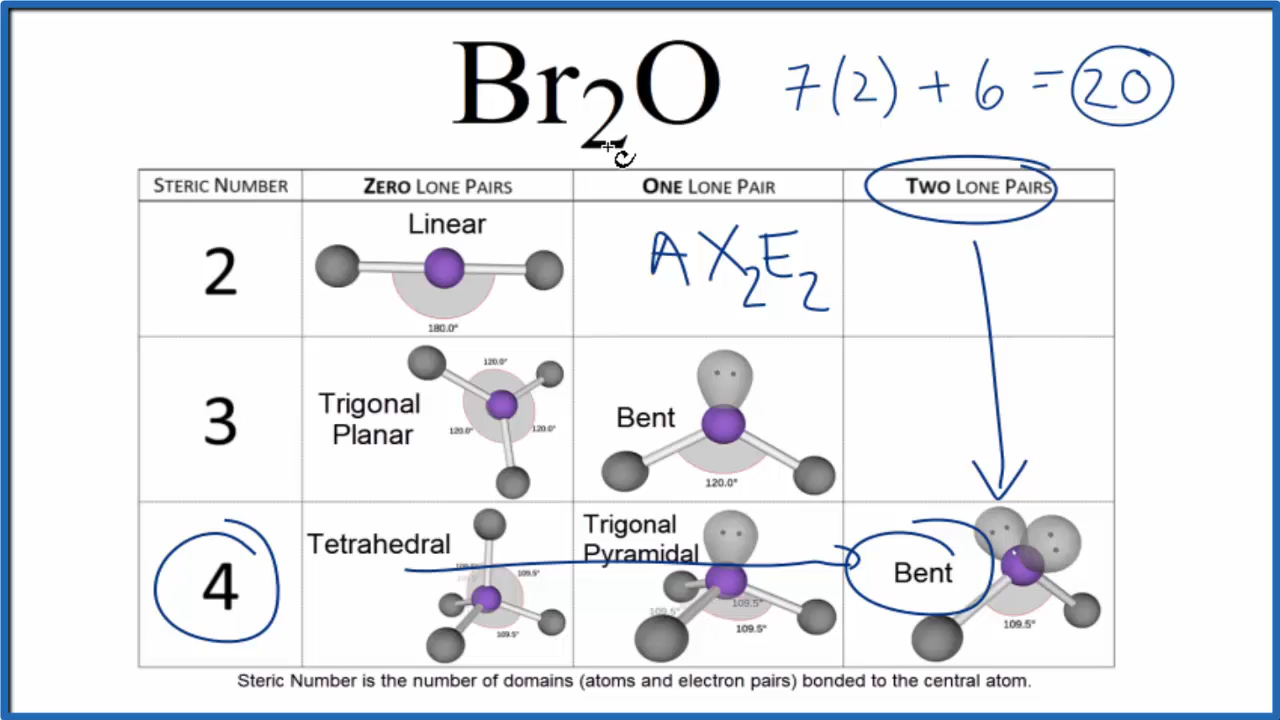 Br2O 7(2) + 6 = 20
STERIC NUMBER ZERO LONE PAIRS ONE LONE PAIR TWO LONE PAIRS
2 Linear 180.0° AX2E2
3 Trigonal Planar 120.0° 120.0° 120.0° Bent 120.0°
4 Tetrahedral 109.5° 109.5° Trigonal Pyramidal 109.5° 109.5° 109.5° Bent 109.5°
Steric Number is the number of domains (atoms and electron pairs) bonded to the central atom.